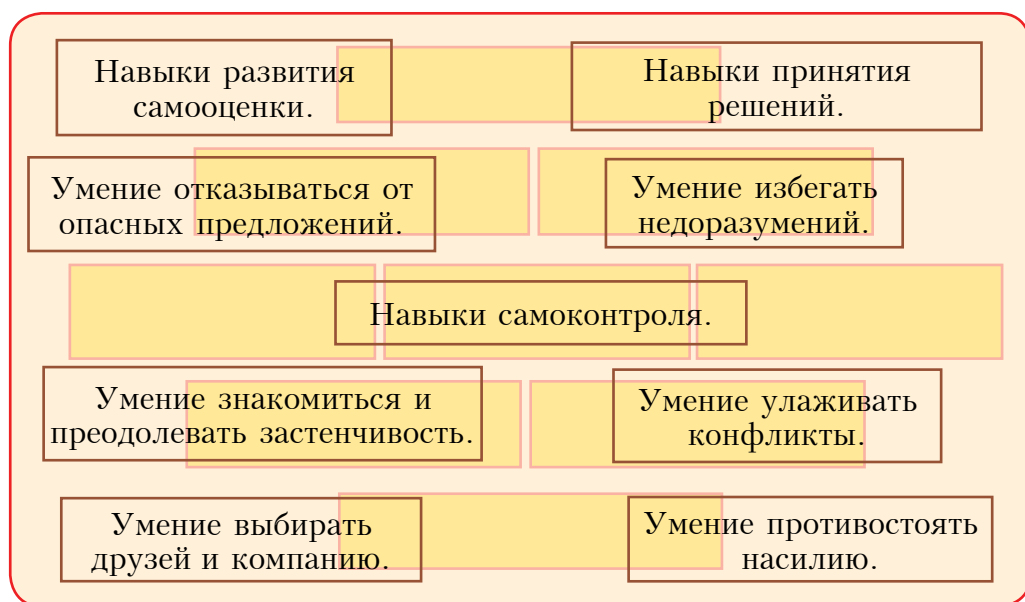 Навыки развития
самооценки.
Навыки принятия
решений.
Умение отказываться от
опасных предложений.
Умение избегать
недоразумений.
Навыки самоконтроля.
Умение знакомиться и
преодолевать застенчивость.
Умение улаживать
конфликты.
Умение выбирать
друзей и компанию.
Умение противостоять
насилию.